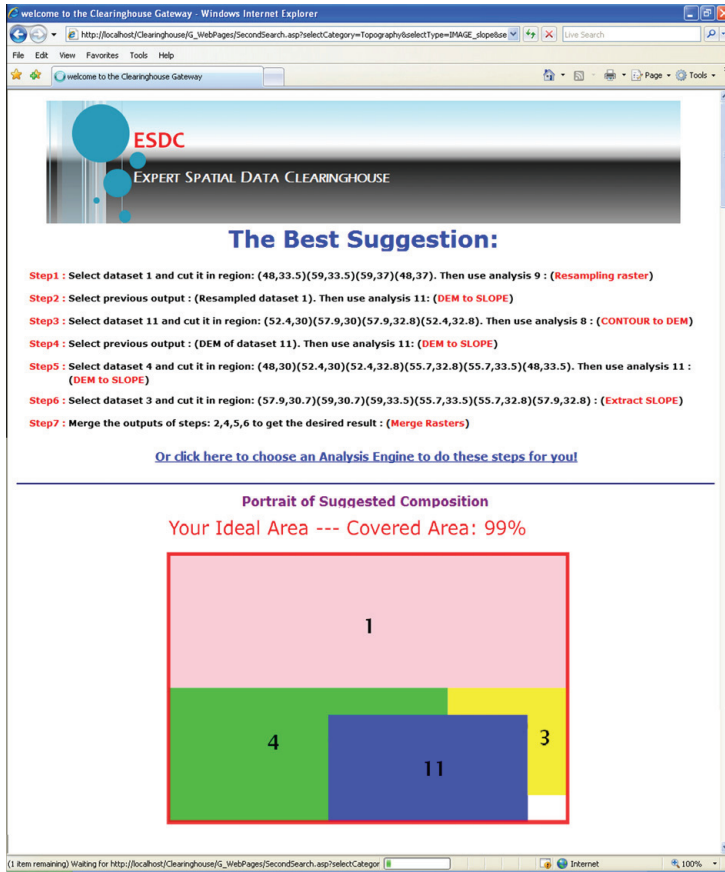 welcome to the Clearinghouse Gateway - Windows Internet Explorer
http://localhost/Clearinghouse/G_WebPages/SecondSearch.asp?selectCategory=Topography&selectType=IMAGE_slope&se
Live Search
File Edit View Favorites Tools Help
welcome to the Clearinghouse Gateway
Page Tools
ESDC
EXPERT SPATIAL DATA CLEARINGHOUSE
The Best Suggestion:
Step1 : Select dataset 1 and cut it in region: (48,33.5)(59,33.5)(59,37)(48,37). Then use analysis 9 : (Resampling raster)
Step2 : Select previous output : (Resampled dataset 1). Then use analysis 11: (DEM to SLOPE)
Step3 : Select dataset 11 and cut it in region: (52.4,30)(57.9,30)(57.9,32.8)(52.4,32.8). Then use analysis 8 : (CONTOUR to DEM)
Step4 : Select previous output : (DEM of dataset 11). Then use analysis 11: (DEM to SLOPE)
Step5 : Select dataset 4 and cut it in region: (48,30)(52.4,30)(52.4,32.8)(55.7,32.8)(55.7,33.5)(48,33.5). Then use analysis 11 :
(DEM to SLOPE)
Step6 : Select dataset 3 and cut it in region: (57.9,30.7)(59,30.7)(59,33.5)(55.7,33.5)(55.7,32.8)(57.9,32.8) : (Extract SLOPE)
Step7 : Merge the outputs of steps: 2,4,5,6 to get the desired result : (Merge Rasters)
Or click here to choose an Analysis Engine to do these steps for you!
Portrait of Suggested Composition
Your Ideal Area --- Covered Area: 99%
1
4
3
11
(1 item remaining) Waiting for http://localhost/Clearinghouse/G_WebPages/SecondSearch.asp?selectCategor
Internet
100%